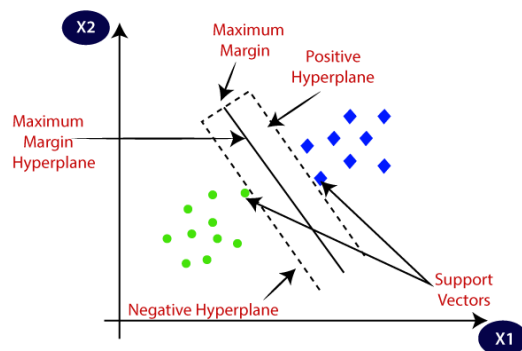 X2
Maximum
Margin
Positive
Hyperplane
Maximum
Margin
Hyperplane
Support
Vectors
Negative Hyperplane
X1